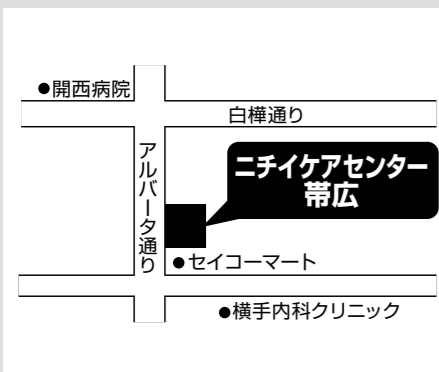 ●開西病院
白樺通り
アルバータ通り
ニチイケアセンター
帯広
●セイコーマート
●横手内科クリニック